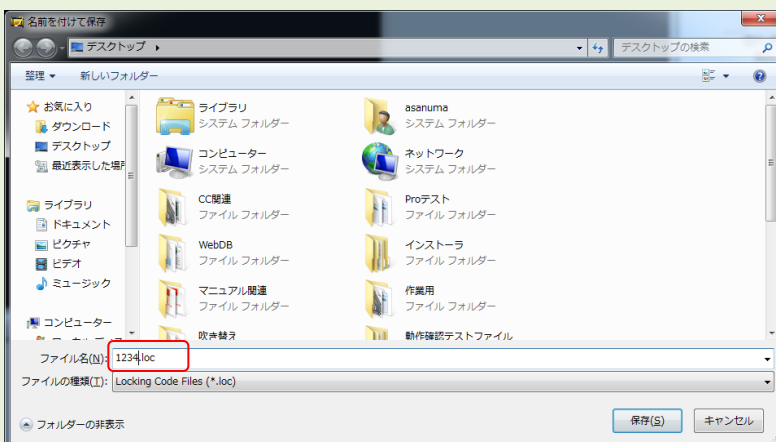 名前を付けて保存
デスクトップ
デスクトップの検索
整理 新しいフォルダー
お気に入り
ダウンロード
デスクトップ
最近表示した場所
ライブラリ
ドキュメント
ピクチャ
ビデオ
ミュージック
コンピューター
ライブラリ
システム フォルダー
asanuma
システム フォルダー
コンピューター
システム フォルダー
ネットワーク
システム フォルダー
CC関連
ファイル フォルダー
Proテスト
ファイル フォルダー
WebDB
ファイル フォルダー
インストーラ
ファイル フォルダー
マニュアル関連
ファイル フォルダー
作業用
ファイル フォルダー
吹き替え
動作確認テストファイル
ファイル名(N): 1234.loc
ファイルの種類(T): Locking Code Files (*.loc)
フォルダーの非表示
保存(S) キャンセル